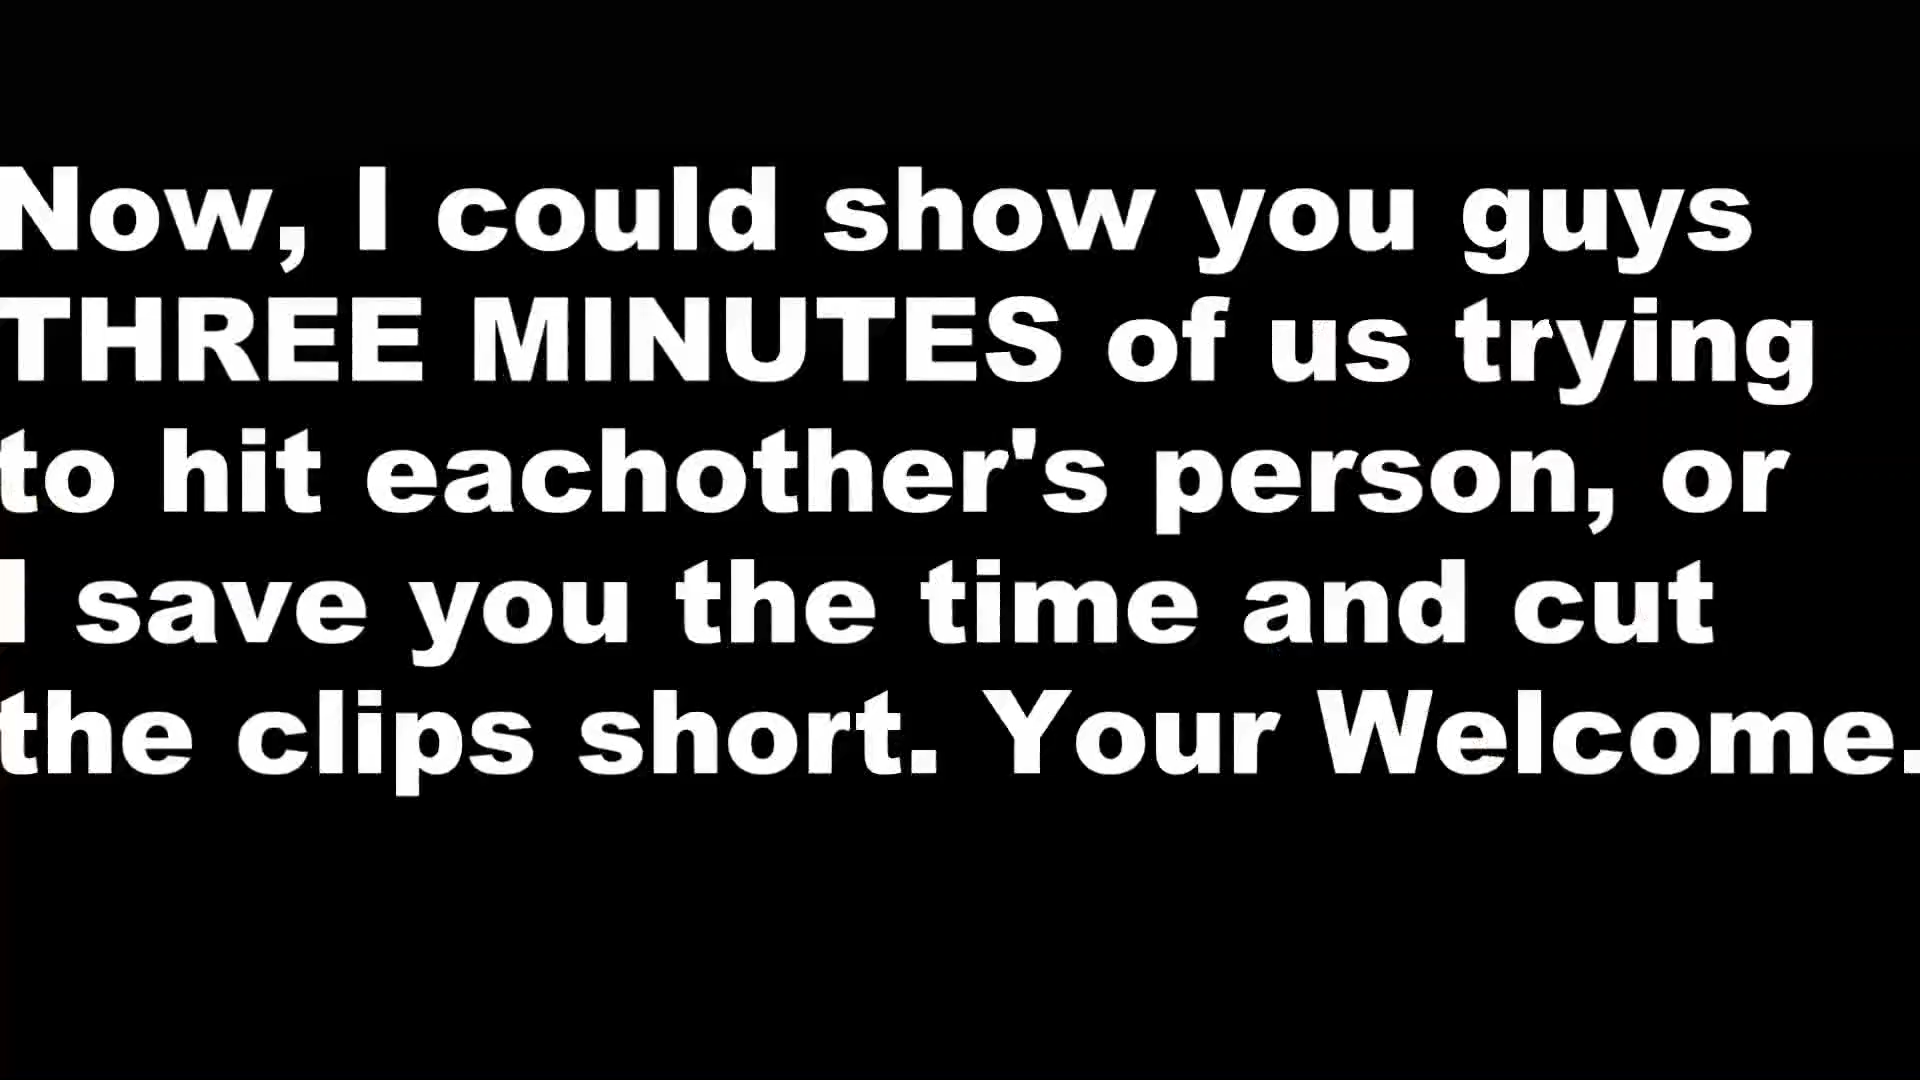 Now, I could show you guys
THREE MINUTES of us trying
to hit eachother's person, or
I save you the time and cut
the clips short. Your Welcome.